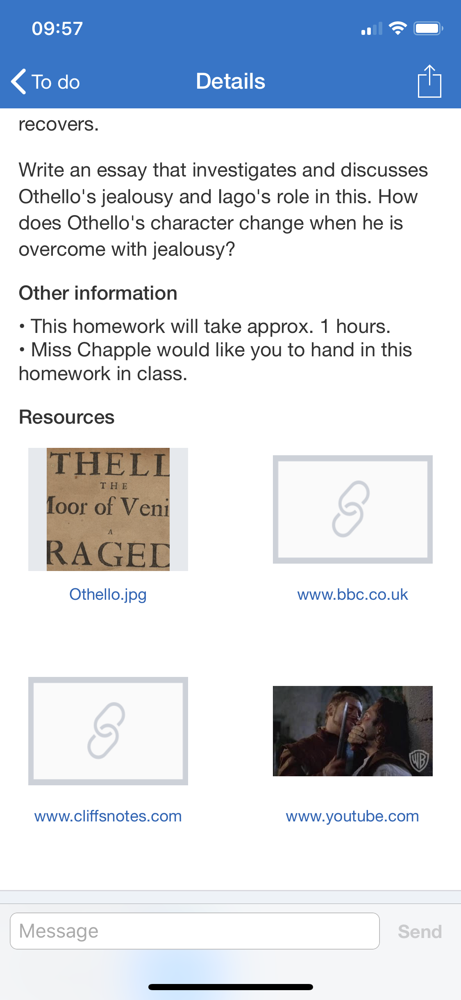 09:57
To do
Details
recovers.
Write an essay that investigates and discusses
Othello's jealousy and Iago's role in this. How
does Othello's character change when he is
overcome with jealousy?
Other information
• This homework will take approx. 1 hours.
• Miss Chapple would like you to hand in this
homework in class.
Resources
THELL
THE
Moor of Veni
A
RAGED
Othello.jpg
www.bbc.co.uk
WB
www.cliffsnotes.com
www.youtube.com
Message
Send